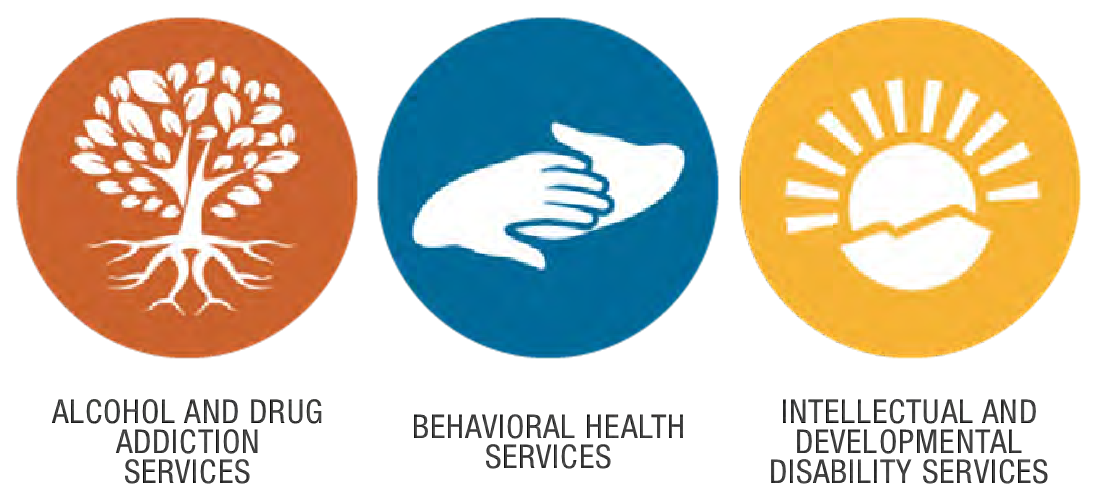 ALCOHOL AND DRUG
ADDICTION
SERVICES
BEHAVIORAL HEALTH
SERVICES
INTELLECTUAL AND
DEVELOPMENTAL
DISABILITY SERVICES